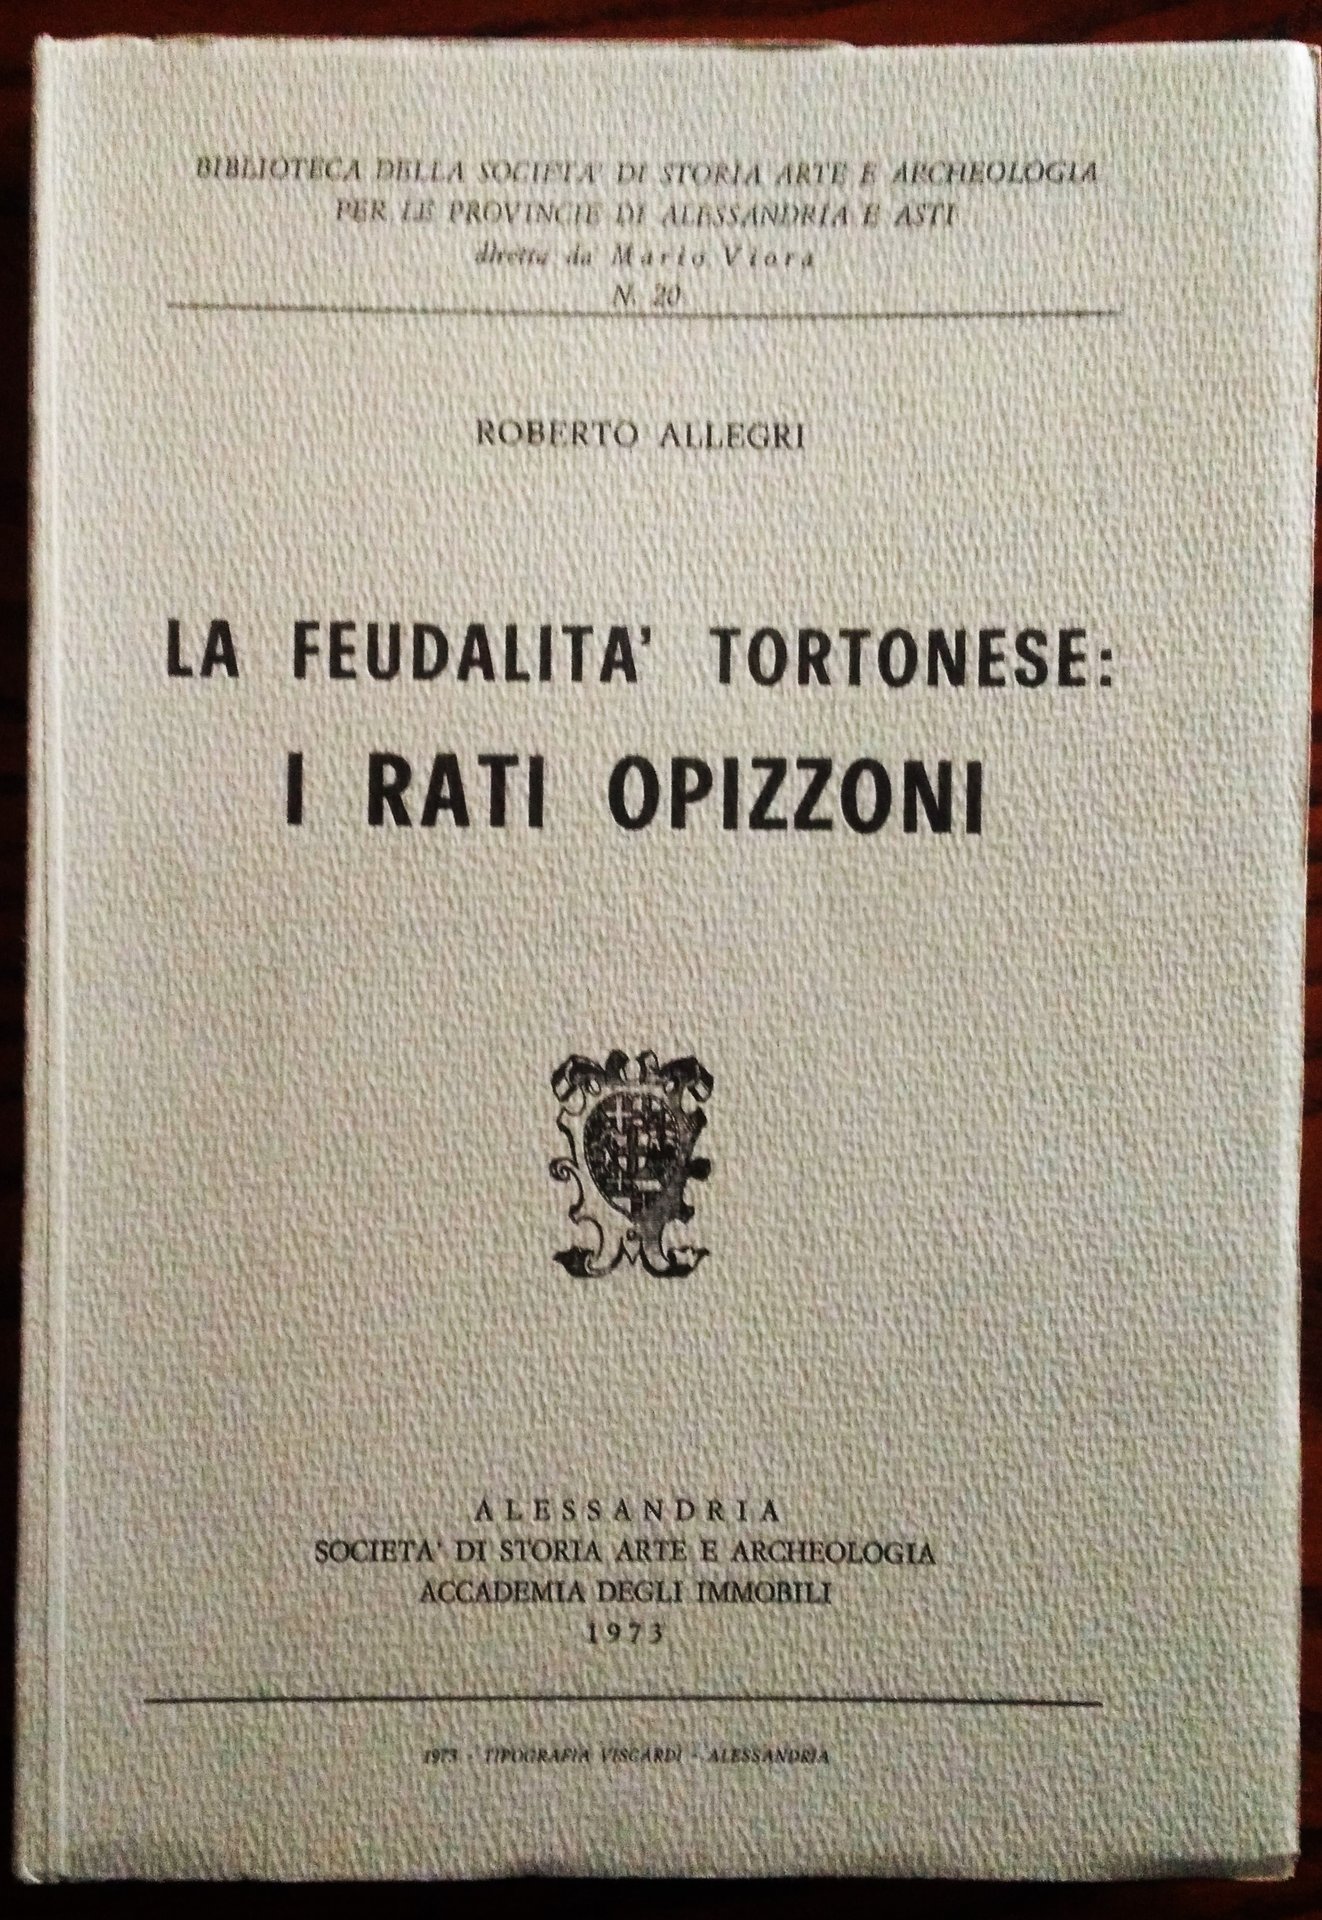 BIBLIOTECA DELLA SOCIETA' DI STORIA ARTE E ARCHEOLOGIA
PER LE PROVINCIE DI ALESSANDRIA E ASTI
diretta da Mario Viora
N. 20
ROBERTO ALLEGRI
LA FEUDALITA' TORTONESE:
I RATI OPIZZONI
ALESSANDRIA
SOCIETA' DI STORIA ARTE E ARCHEOLOGIA
ACCADEMIA DEGLI IMMOBILI
1973
1973 - TIPOGRAFIA VISCARDI - ALESSANDRIA